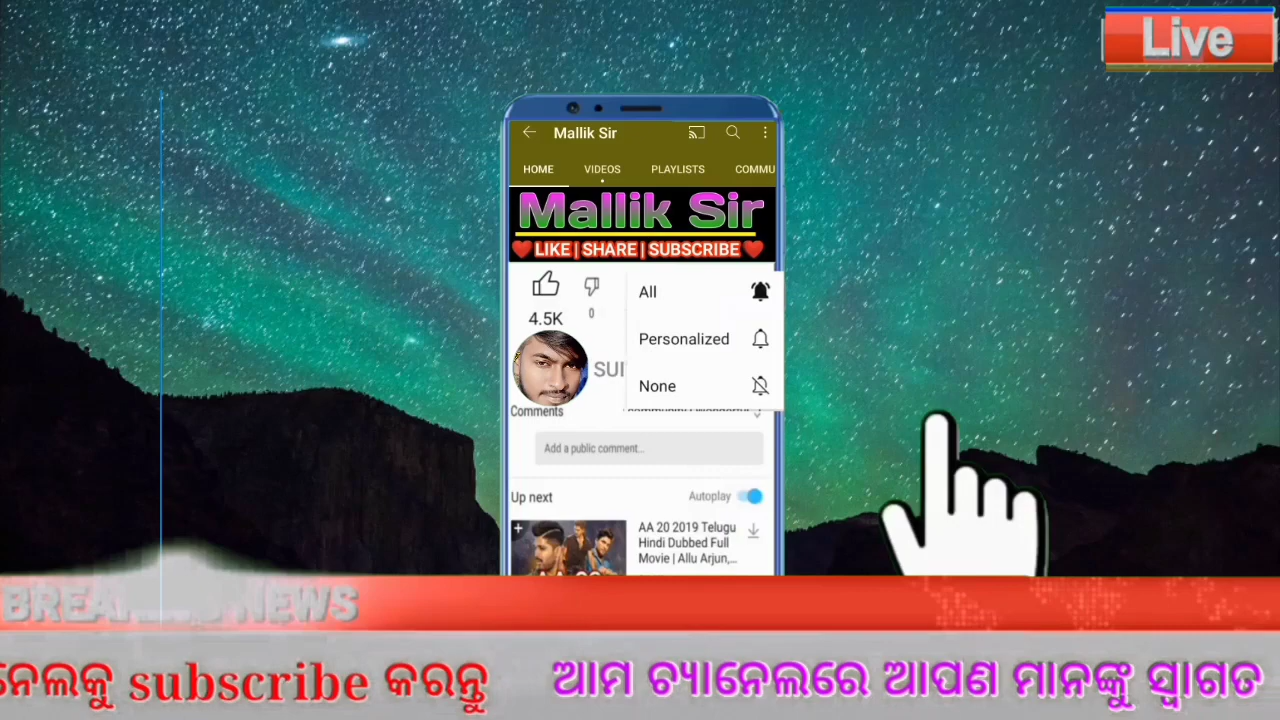 Live
Mallik Sir
HOME VIDEOS PLAYLISTS COMMU
Mallik Sir
LIKE | SHARE | SUBSCRIBE
All
4.5K
0
Personalized
SUI
None
Comments
Add a public comment...
Up next Autoplay
AA 20 2019 Telugu
Hindi Dubbed Full
Movie | Allu Arjun,...
NEWS
ନେଲକୁ subscribe କରନ୍ତୁ ଆମ ଚ୍ୟାନେଲରେ ଆପଣ ମାନଙ୍କୁ ସ୍ୱାଗତ